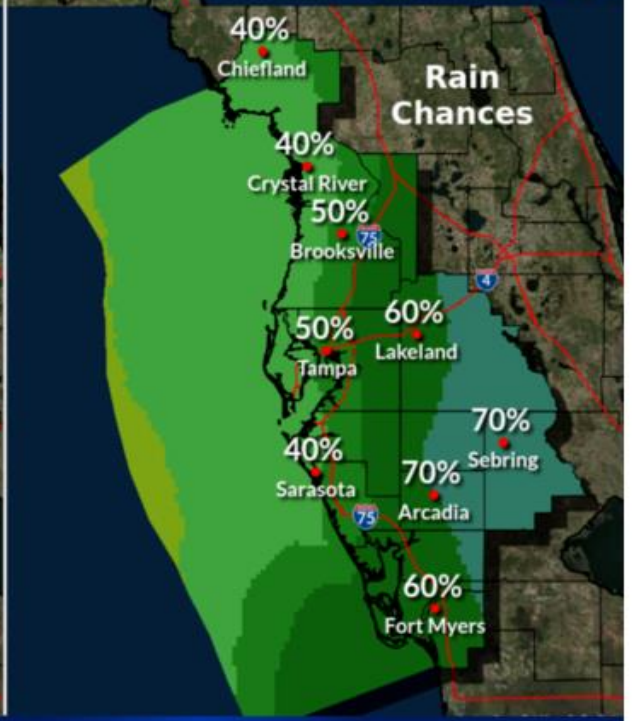 40%
Chiefland
Rain
Chances
40%
Crystal River
50%
75
Brooksville
4
60%
50%
Lakeland
Tampa
70%
Sebring
40%
70%
Sarasota
Arcadia
75
60%
Fort Myers